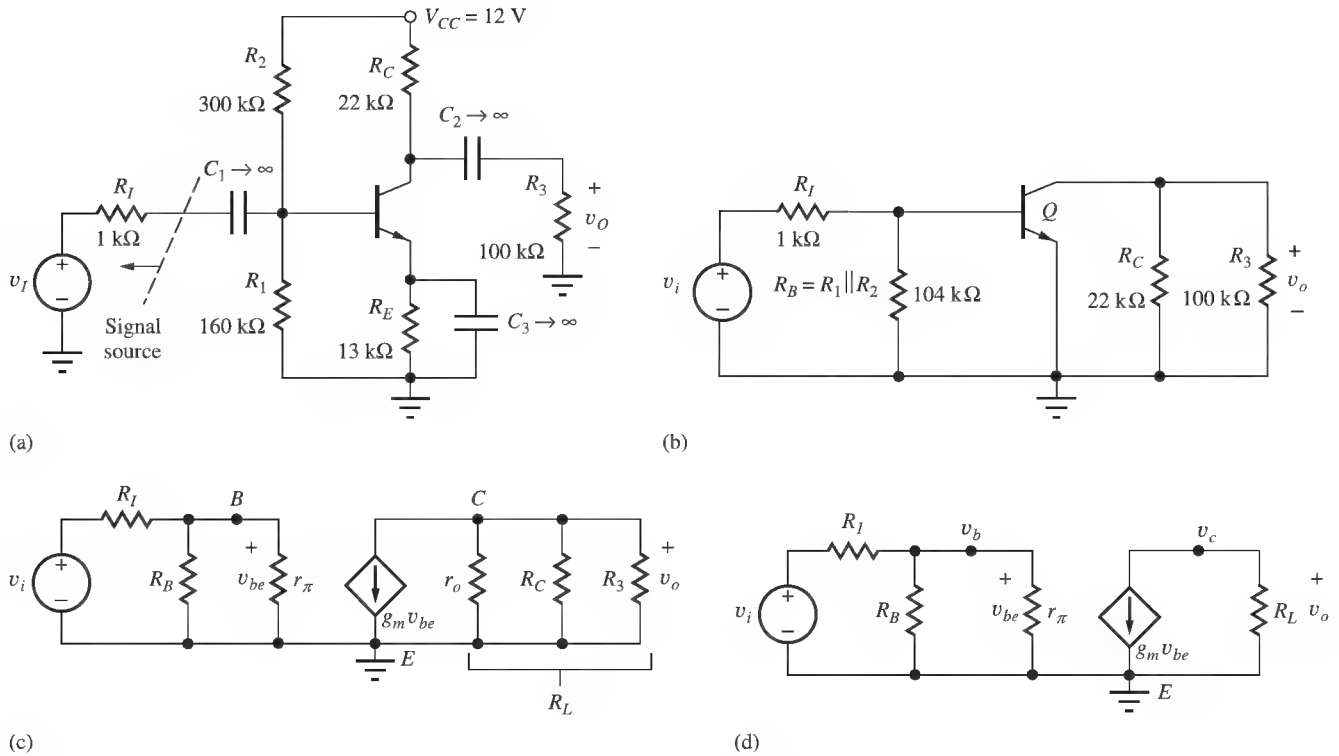 V_CC = 12 V
R_2
300 kΩ
R_C
22 kΩ
C_2 → ∞
C_1 → ∞
R_I
1 kΩ
R_3
100 kΩ
+
v_O
−
v_I
+
−
Signal
source
R_1
160 kΩ
R_E
13 kΩ
C_3 → ∞
(a)
R_I
1 kΩ
Q
v_i
+
−
R_B = R_1 || R_2
104 kΩ
R_C
22 kΩ
R_3
100 kΩ
+
v_o
−
(b)
R_I
B
C
v_i
+
−
R_B
+
v_be
−
r_π
g_m v_be
r_o
R_C
R_3
+
v_o
−
E
R_L
(c)
R_I
v_b
v_c
v_i
+
−
R_B
+
v_be
−
r_π
g_m v_be
R_L
+
v_o
−
E
(d)